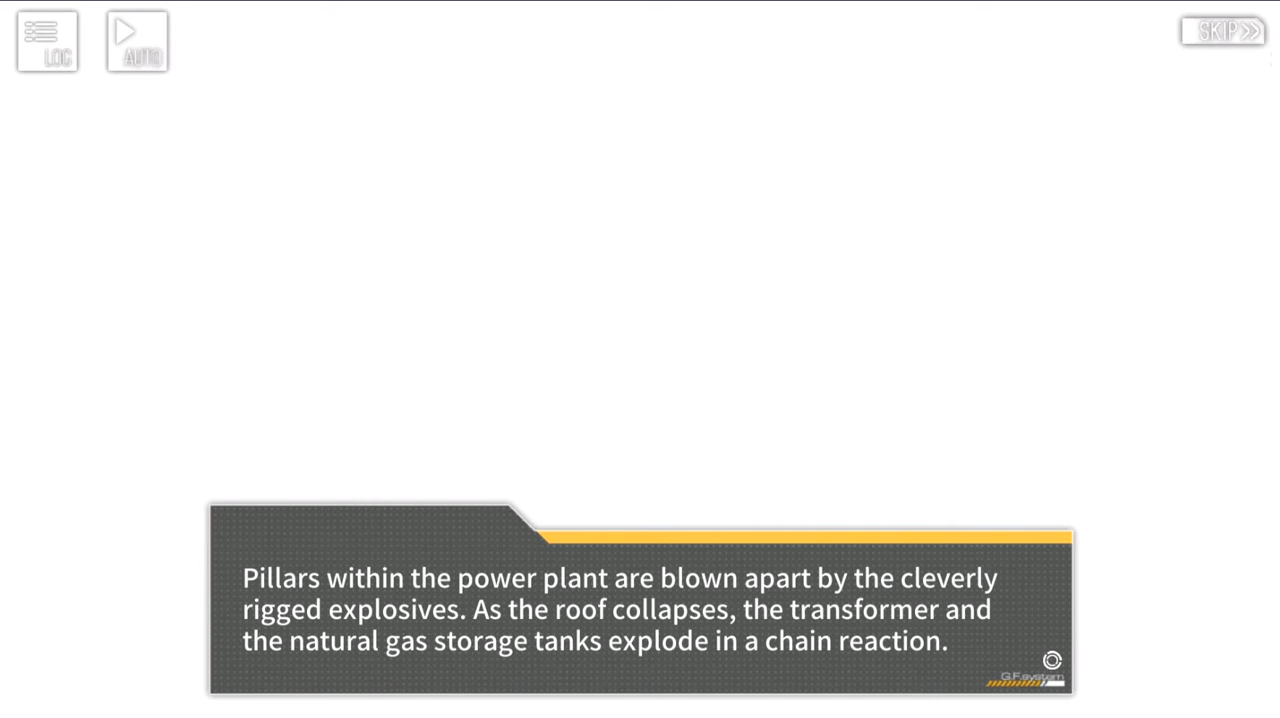 LOG
AUTO
SKIP
Pillars within the power plant are blown apart by the cleverly
rigged explosives. As the roof collapses, the transformer and
the natural gas storage tanks explode in a chain reaction.
G.F.system